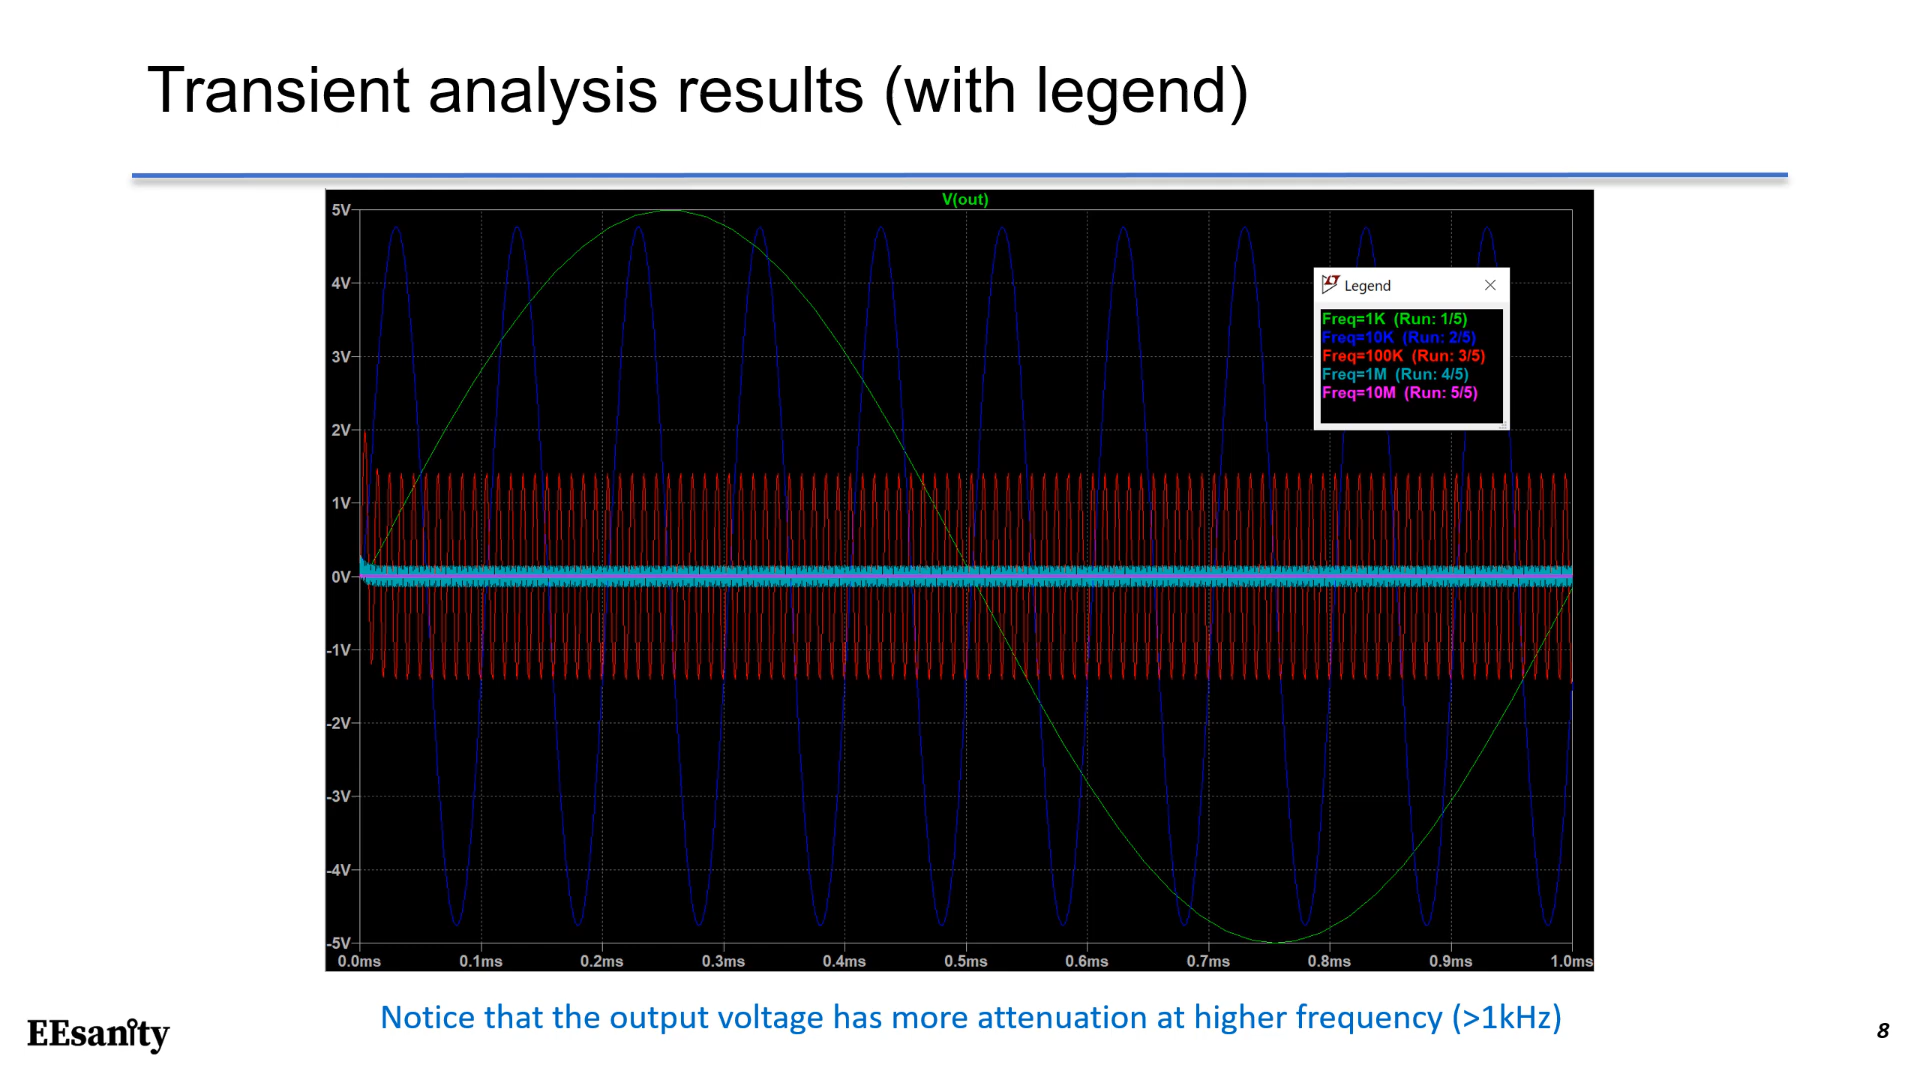 Transient analysis results (with legend)
V(out)
5V
4V
3V
2V
1V
0V
-1V
-2V
-3V
-4V
-5V
Legend
Freq=1K (Run: 1/5)
Freq=10K (Run: 2/5)
Freq=100K (Run: 3/5)
Freq=1M (Run: 4/5)
Freq=10M (Run: 5/5)
0.0ms 0.1ms 0.2ms 0.3ms 0.4ms 0.5ms 0.6ms 0.7ms 0.8ms 0.9ms 1.0ms
Notice that the output voltage has more attenuation at higher frequency (>1kHz)
EEsanity
8